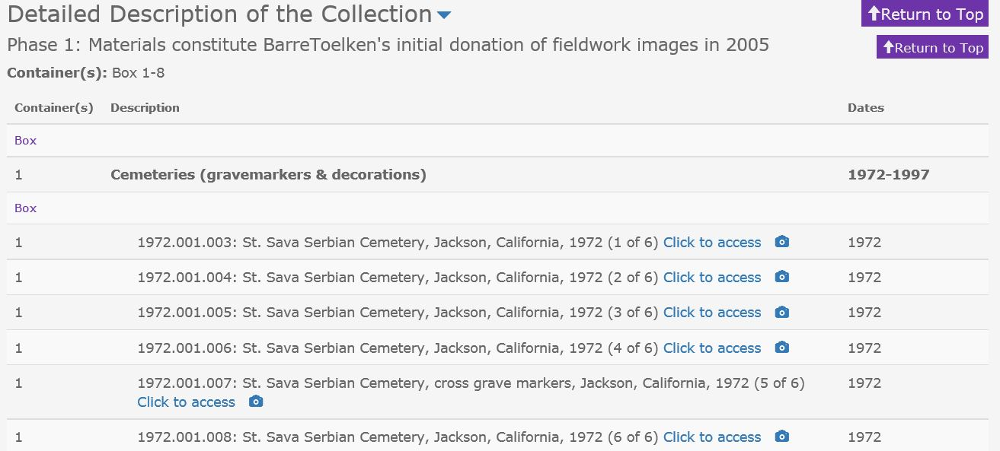 Detailed Description of the Collection
Return to Top
Phase 1: Materials constitute BarreToelken's initial donation of fieldwork images in 2005
Return to Top
Container(s): Box 1-8
Container(s) Description Dates
Box
1 Cemeteries (gravemarkers & decorations) 1972-1997
Box
1 1972.001.003: St. Sava Serbian Cemetery, Jackson, California, 1972 (1 of 6) Click to access 1972
1 1972.001.004: St. Sava Serbian Cemetery, Jackson, California, 1972 (2 of 6) Click to access 1972
1 1972.001.005: St. Sava Serbian Cemetery, Jackson, California, 1972 (3 of 6) Click to access 1972
1 1972.001.006: St. Sava Serbian Cemetery, Jackson, California, 1972 (4 of 6) Click to access 1972
1 1972.001.007: St. Sava Serbian Cemetery, cross grave markers, Jackson, California, 1972 (5 of 6) 1972
Click to access
1 1972.001.008: St. Sava Serbian Cemetery, Jackson, California, 1972 (6 of 6) Click to access 1972